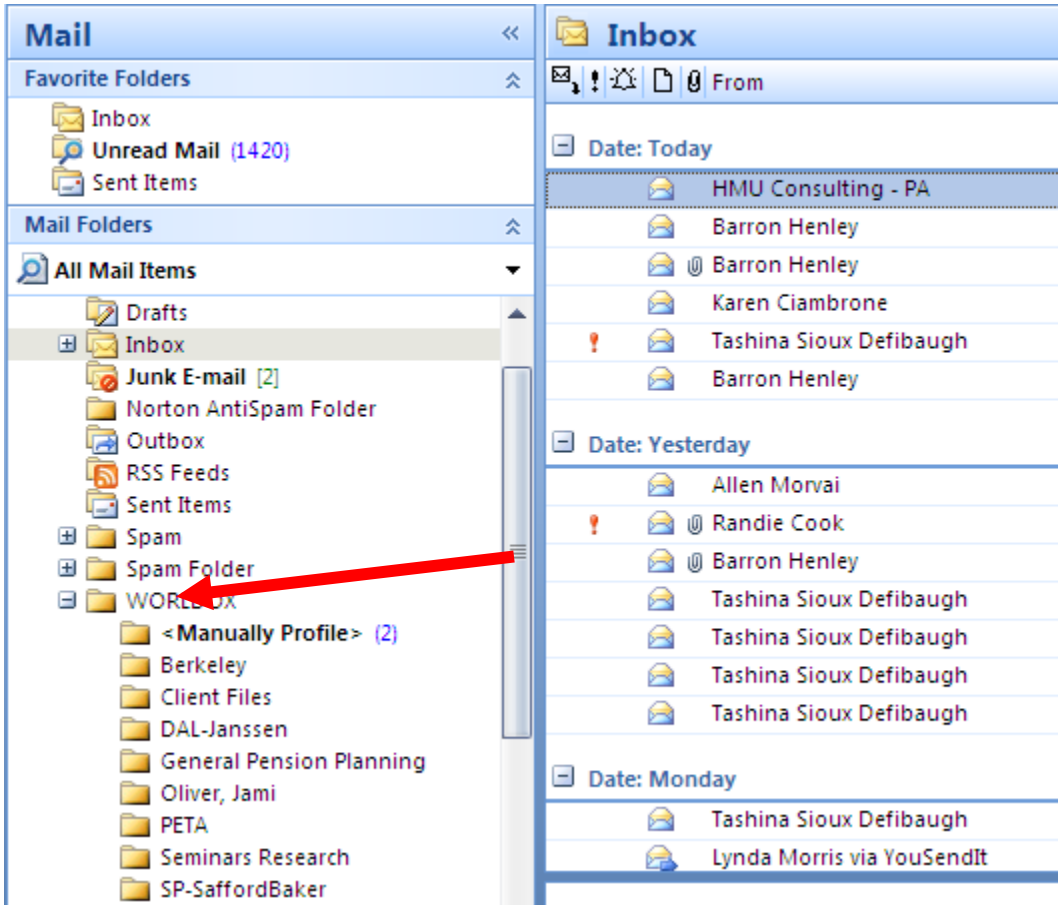 Mail
Favorite Folders
Inbox
Unread Mail (1420)
Sent Items
Mail Folders
All Mail Items
Drafts
Inbox
Junk E-mail [2]
Norton AntiSpam Folder
Outbox
RSS Feeds
Sent Items
Spam
Spam Folder
WORLDOX
<Manually Profile> (2)
Berkeley
Client Files
DAL-Janssen
General Pension Planning
Oliver, Jami
PETA
Seminars Research
SP-SaffordBaker
Inbox
From
Date: Today
HMU Consulting - PA
Barron Henley
Barron Henley
Karen Ciambrone
Tashina Sioux Defibaugh
Barron Henley
Date: Yesterday
Allen Morvai
Randie Cook
Barron Henley
Tashina Sioux Defibaugh
Tashina Sioux Defibaugh
Tashina Sioux Defibaugh
Tashina Sioux Defibaugh
Date: Monday
Tashina Sioux Defibaugh
Lynda Morris via YouSendIt